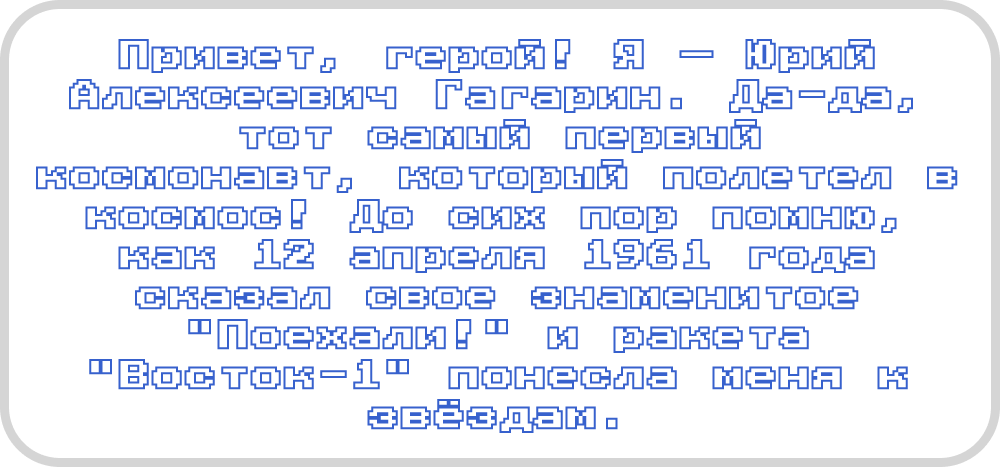 Привет, герой! Я – Юрий
Алексеевич Гагарин. Да-да,
тот самый первый
космонавт, который полетел в
космос! До сих пор помню,
как 12 апреля 1961 года
сказал свое знаменитое
"Поехали!" и ракета
"Восток-1" понесла меня к
звёздам.